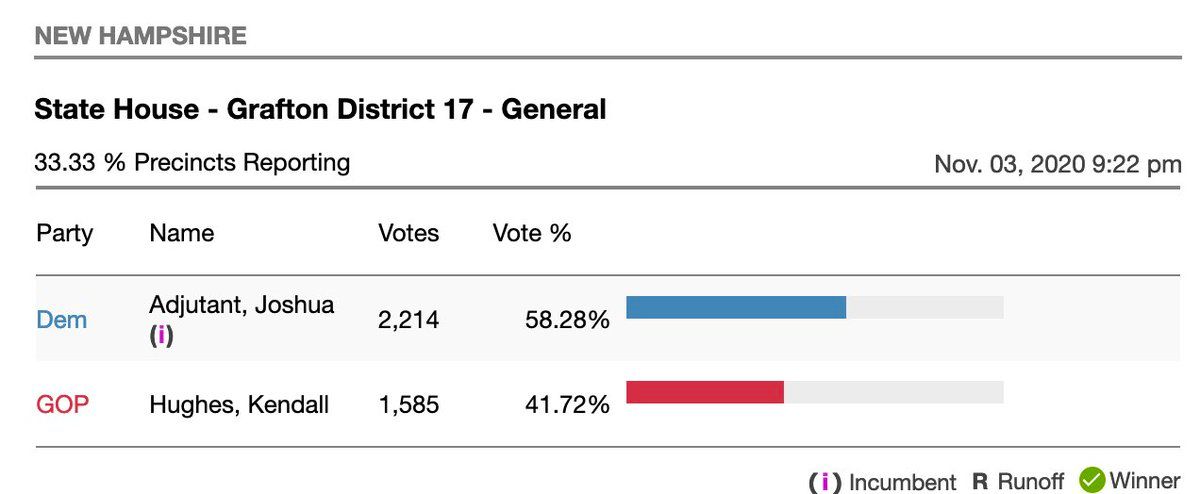 NEW HAMPSHIRE
State House - Grafton District 17 - General
33.33 % Precincts Reporting Nov. 03, 2020 9:22 pm
Party Name Votes Vote %
Dem Adjutant, Joshua (i) 2,214 58.28%
GOP Hughes, Kendall 1,585 41.72%
(i) Incumbent R Runoff Winner